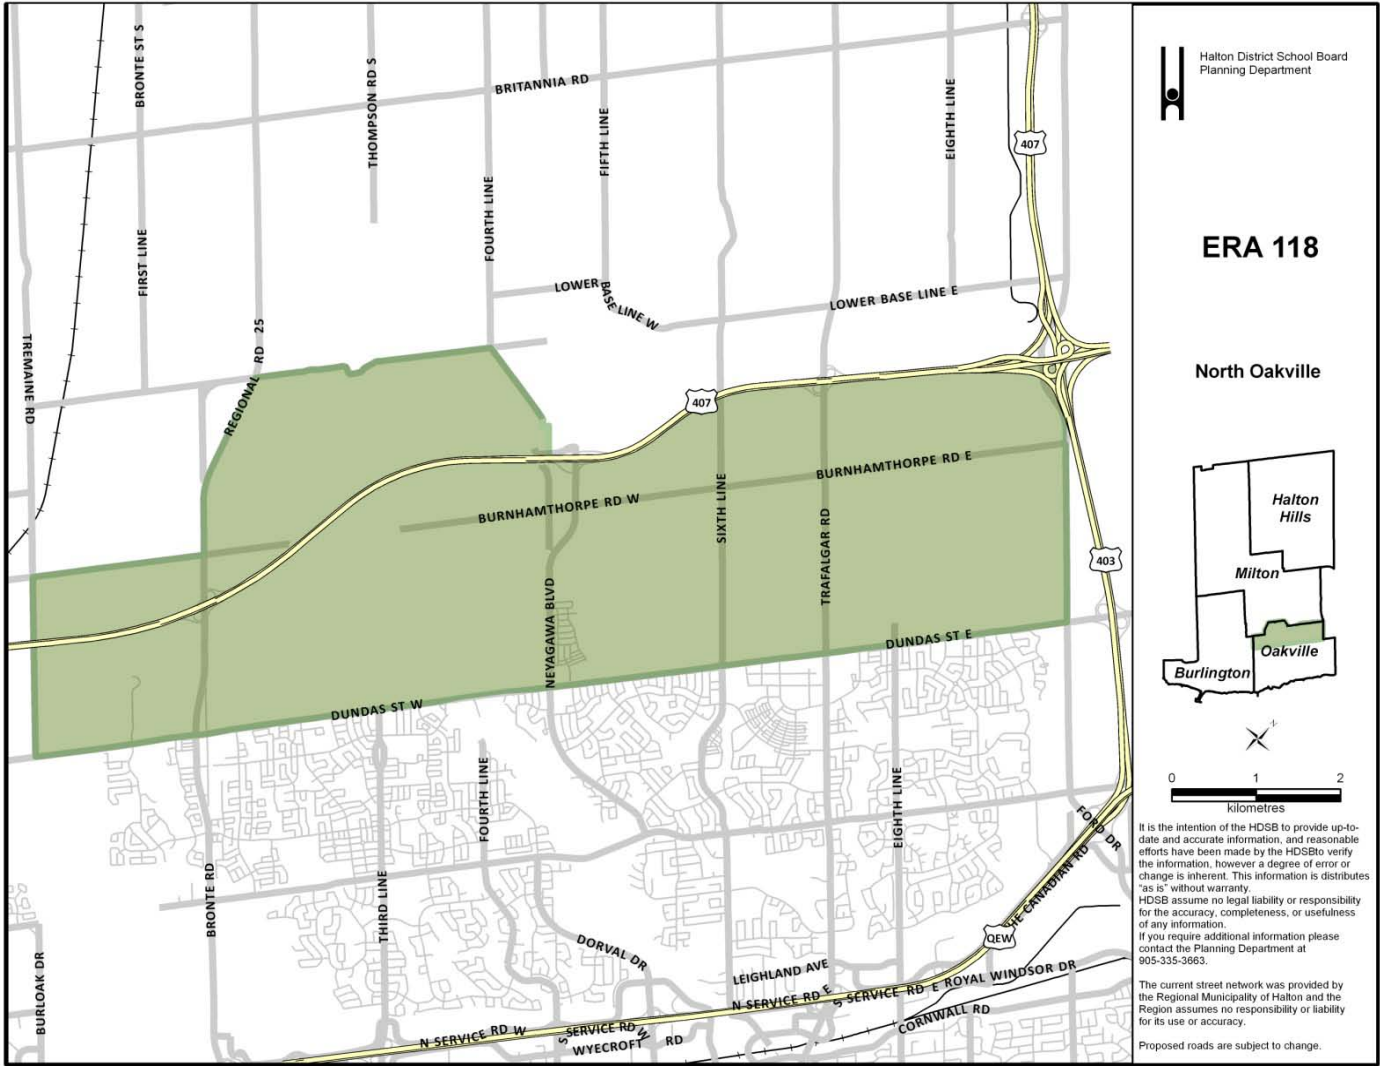 BRONTE ST S
THOMPSON RD S
BRITANNIA RD
FIFTH LINE
EIGHTH LINE
407
FOURTH LINE
FIRST LINE
LOWER
BASE LINE W
LOWER BASE LINE E
TREMAINE RD
REGIONAL RD 25
407
BURNHAMTHORPE RD E
BURNHAMTHORPE RD W
SIXTH LINE
TRAFALGAR RD
403
NEYAGAWA BLVD
DUNDAS ST E
DUNDAS ST W
FOURTH LINE
EIGHTH LINE
FORD DR
BRONTE RD
THIRD LINE
HE CANADIAN RD
QEW
DORVAL DR
BURLOAK DR
LEIGHLAND AVE
N SERVICE RD E
S SERVICE RD E
ROYAL WINDSOR DR
CORNWALL RD
N SERVICE RD W
S SERVICE RD W
WYECROFT RD
Halton District School Board
Planning Department
ERA 118
North Oakville
Halton
Hills
Milton
Oakville
Burlington
0 1 2
kilometres
It is the intention of the HDSB to provide up-to-
date and accurate information, and reasonable
efforts have been made by the HDSBto verify
the information, however a degree of error or
change is inherent. This information is distributes
"as is" without warranty.
HDSB assume no legal liability or responsibility
for the accuracy, completeness, or usefulness
of any information.
If you require additional information please
contact the Planning Department at
905-335-3663.
The current street network was provided by
the Regional Municipality of Halton and the
Region assumes no responsibility or liability
for its use or accuracy.
Proposed roads are subject to change.